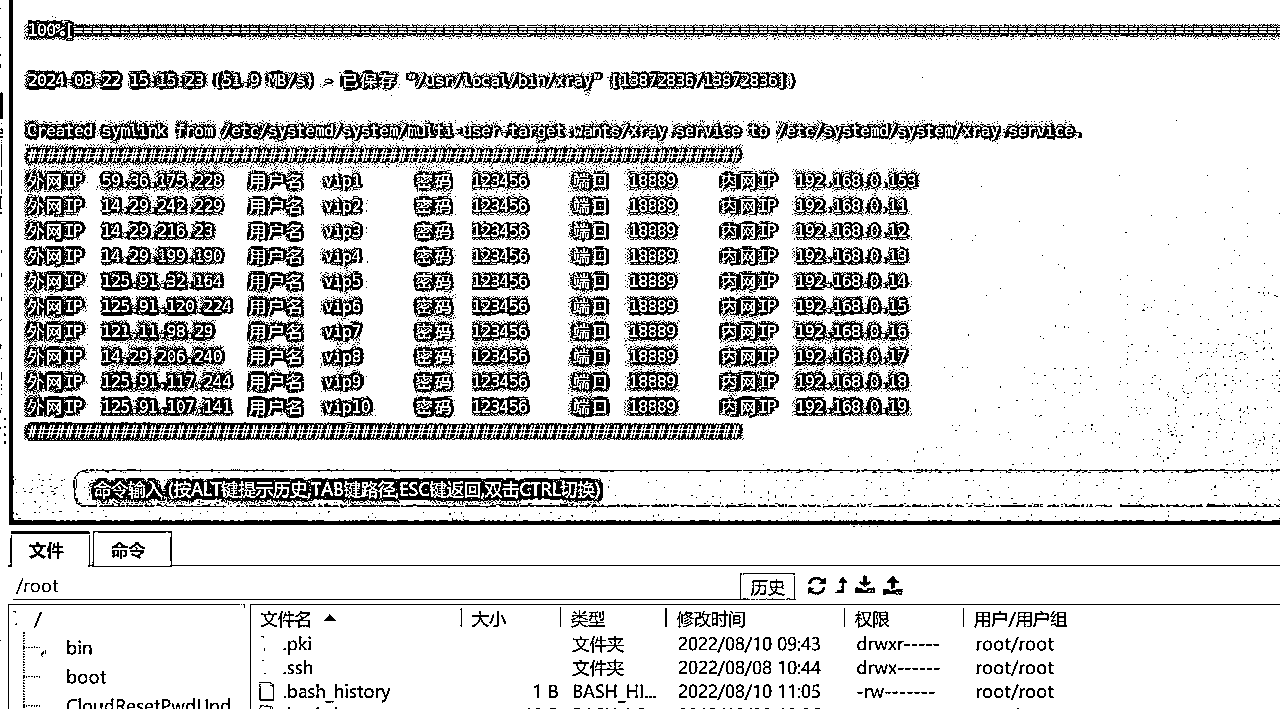 100%[==================================================
2024-08-22 15:15:23 (51.9 MB/s) - 已保存 “/usr/local/bin/xray” [13872836/13872836])
Created symlink from /etc/systemd/system/multi-user.target.wants/xray.service to /etc/systemd/system/xray.service.
外网IP 59.36.175.228 用户名 vip1 密码 123456 端口 18889 内网IP 192.168.0.153
外网IP 14.29.242.229 用户名 vip2 密码 123456 端口 18889 内网IP 192.168.0.11
外网IP 14.29.216.23 用户名 vip3 密码 123456 端口 18889 内网IP 192.168.0.12
外网IP 14.29.199.190 用户名 vip4 密码 123456 端口 18889 内网IP 192.168.0.13
外网IP 125.91.32.164 用户名 vip5 密码 123456 端口 18889 内网IP 192.168.0.14
外网IP 125.91.120.224 用户名 vip6 密码 123456 端口 18889 内网IP 192.168.0.15
外网IP 121.11.98.29 用户名 vip7 密码 123456 端口 18889 内网IP 192.168.0.16
外网IP 14.29.206.240 用户名 vip8 密码 123456 端口 18889 内网IP 192.168.0.17
外网IP 125.91.117.244 用户名 vip9 密码 123456 端口 18889 内网IP 192.168.0.18
外网IP 125.91.107.141 用户名 vip10 密码 123456 端口 18889 内网IP 192.168.0.19
命令输入 (按ALT键提示历史,TAB键路径,ESC键返回,双击CTRL切换)
文件 命令
/root 历史
/ 文件名 大小 类型 修改时间 权限 用户/用户组
bin .pki 文件夹 2022/08/10 09:43 drwxr----- root/root
boot .ssh 文件夹 2022/08/08 10:44 drwx------ root/root
CloudResetPwdUpd .bash_history 1 B BASH_HI... 2022/08/10 11:05 -rw------- root/root